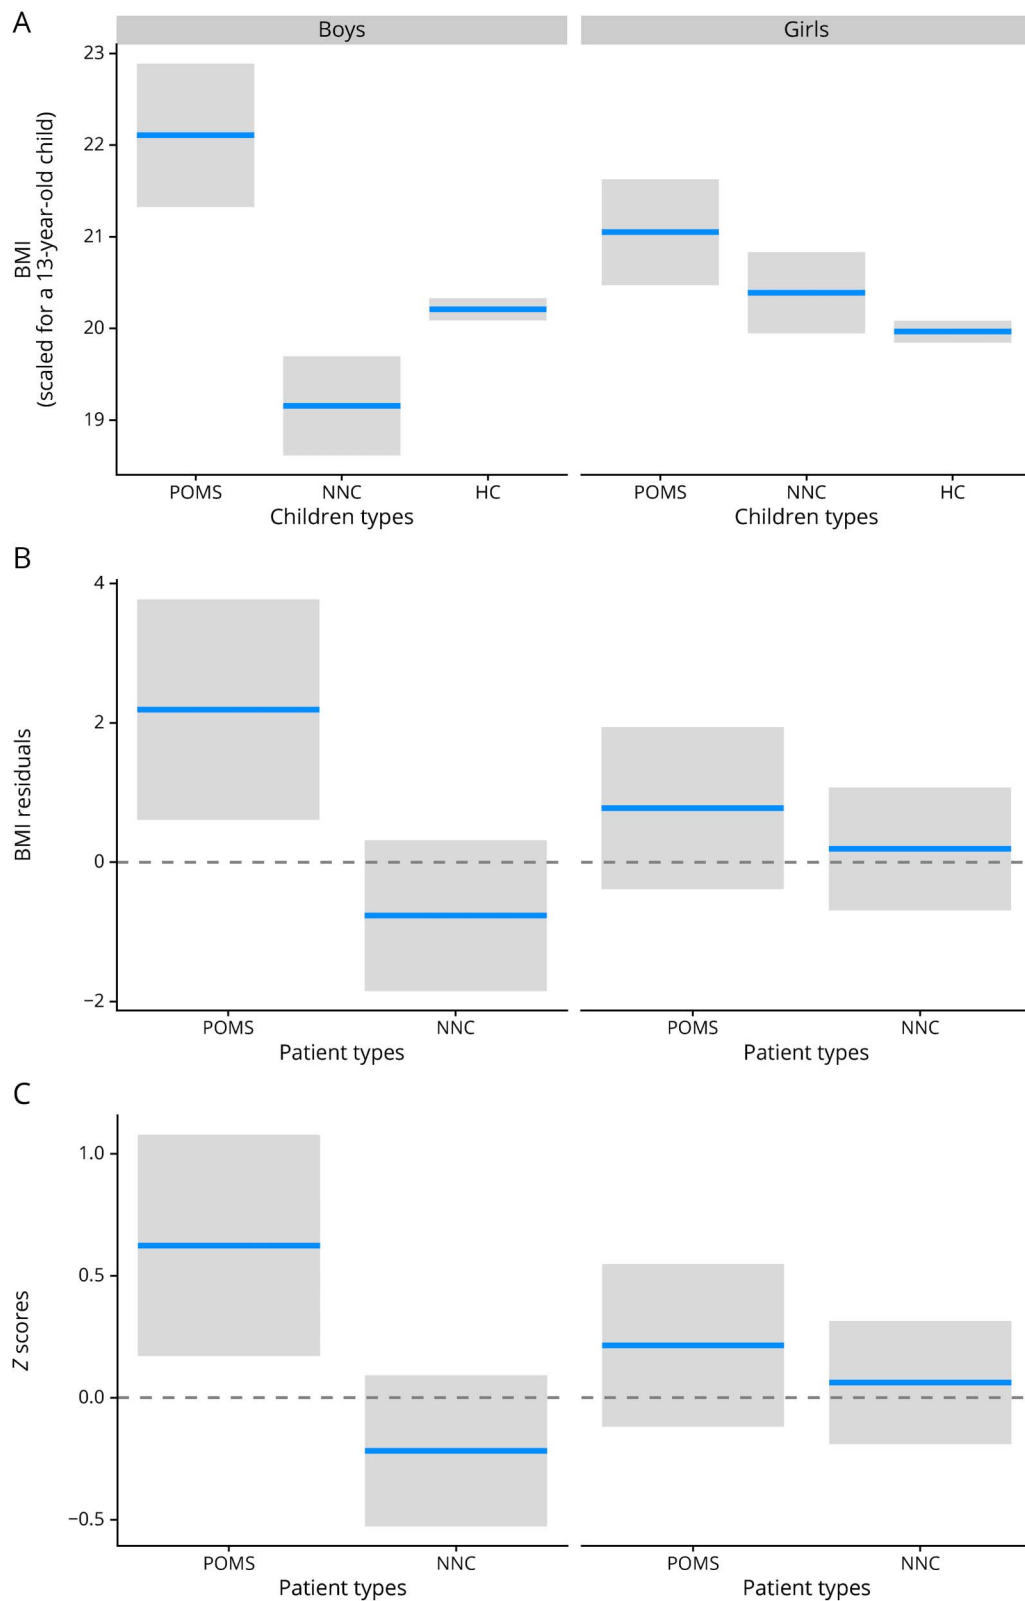 A
Boys
Girls
BMI
(scaled for a 13-year-old child)
23
22
21
20
19
POMS
NNC
HC
POMS
NNC
HC
Children types
Children types
B
BMI residuals
4
2
0
−2
POMS
NNC
POMS
NNC
Patient types
Patient types
C
Z scores
1.0
0.5
0.0
−0.5
POMS
NNC
POMS
NNC
Patient types
Patient types